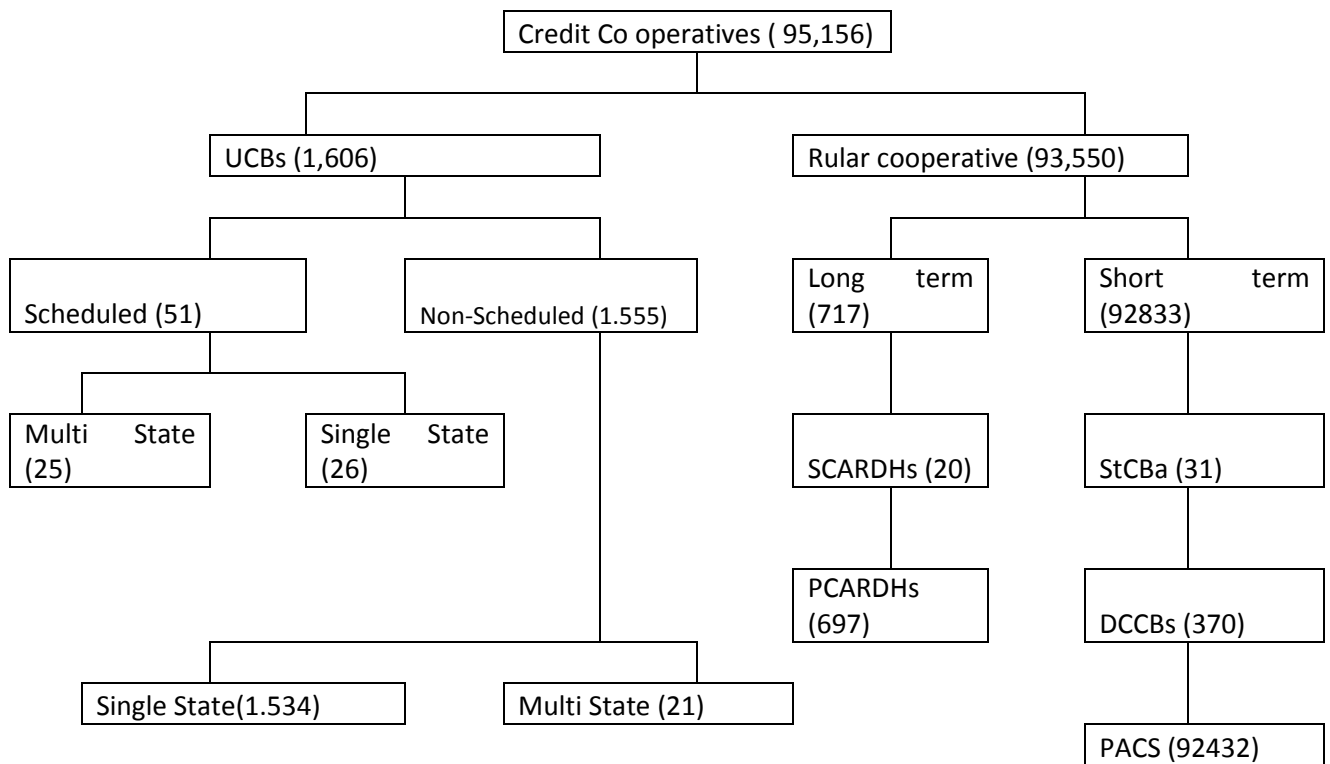 Credit Co operatives ( 95,156)
UCBs (1,606)
Rular cooperative (93,550)
Scheduled (51)
Non-Scheduled (1.555)
Long term
(717)
Short term
(92833)
Multi State
(25)
Single State
(26)
SCARDHs (20)
StCBa (31)
PCARDHs
(697)
DCCBs (370)
Single State(1.534)
Multi State (21)
PACS (92432)